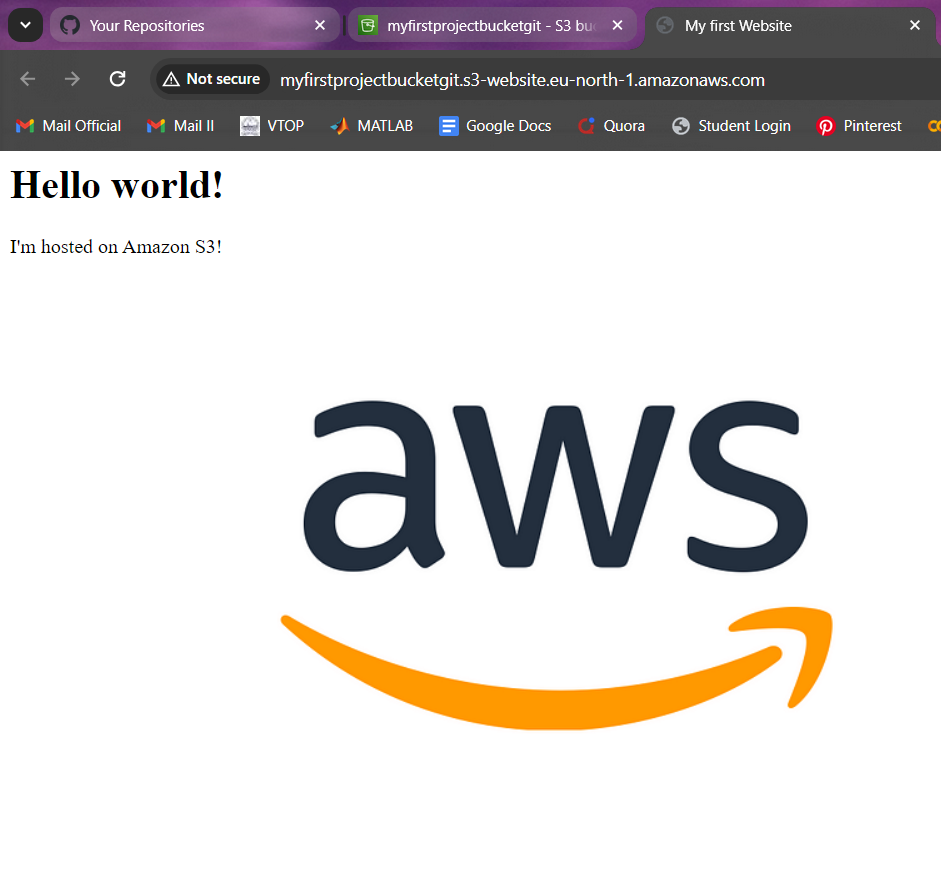 Your Repositories
myfirstprojectbucketgit - S3 bu
My first Website
Not secure
myfirstprojectbucketgit.s3-website.eu-north-1.amazonaws.com
Mail Official
Mail II
VTOP
MATLAB
Google Docs
Quora
Student Login
Pinterest
Hello world!
I'm hosted on Amazon S3!
aws